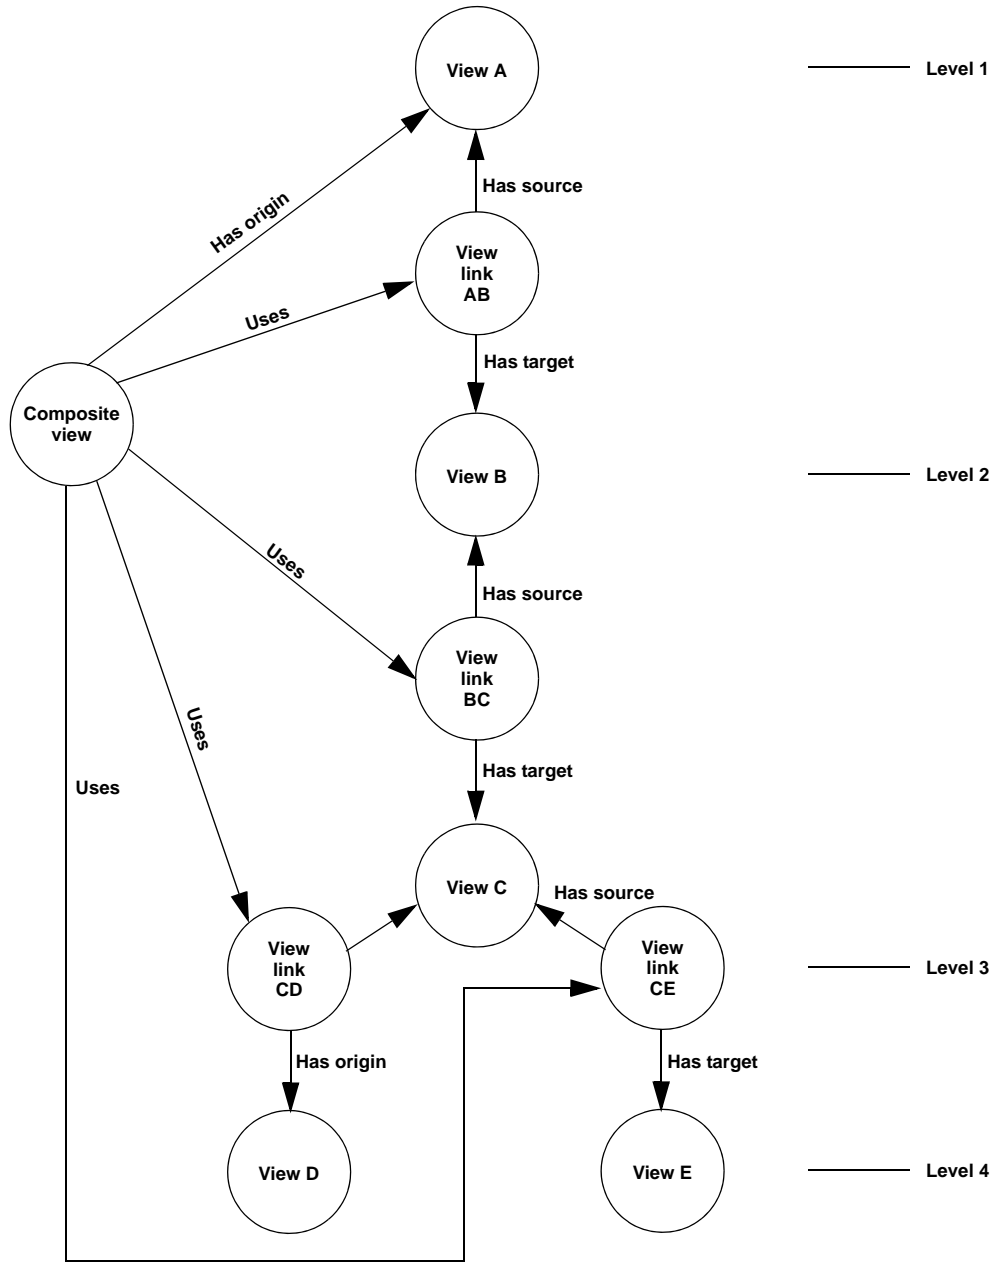 View A
Level 1
Has source
Has origin
View
link
AB
Uses
Has target
Composite
view
View B
Level 2
Uses
Has source
View
link
BC
Uses
Has target
Uses
View C
Has source
View
link
CD
View
link
CE
Level 3
Has origin
Has target
View D
View E
Level 4